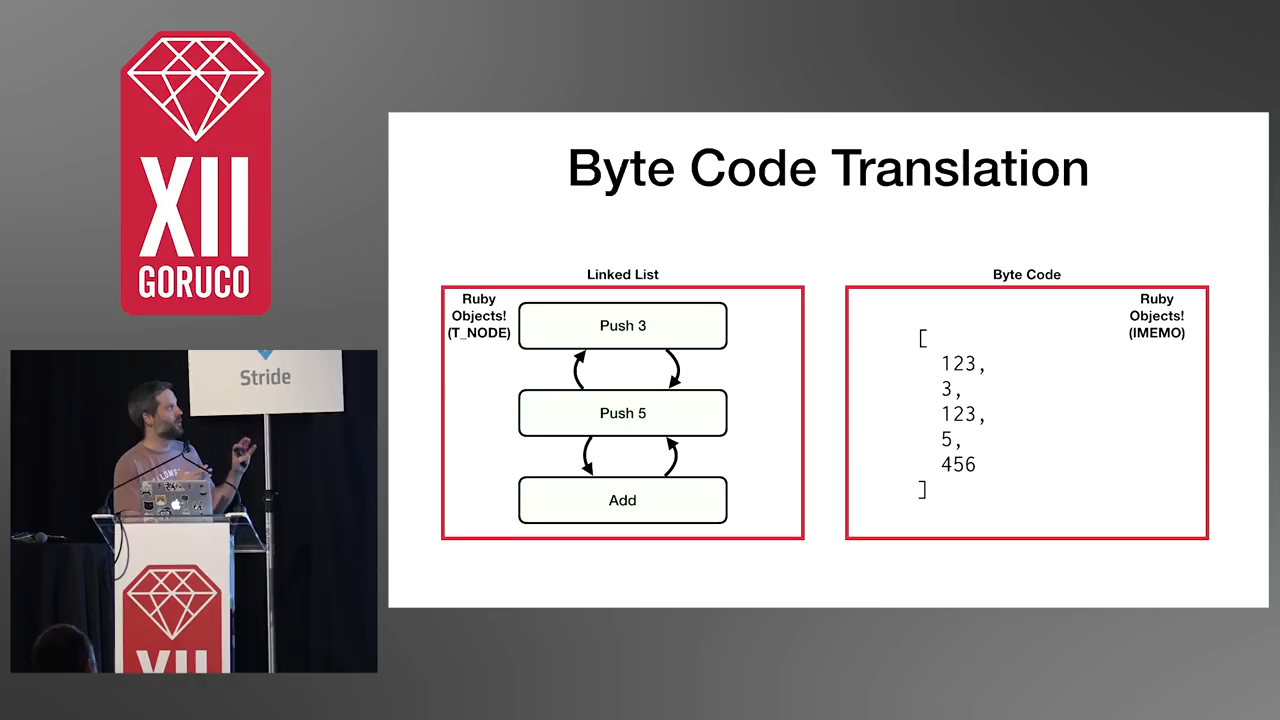 XII
GORUCO
Stride
XII
Byte Code Translation
Linked List
Ruby
Objects!
(T_NODE)
Push 3
Push 5
Add
Byte Code
Ruby
Objects!
(IMEMO)
[
123,
3,
123,
5,
456
]